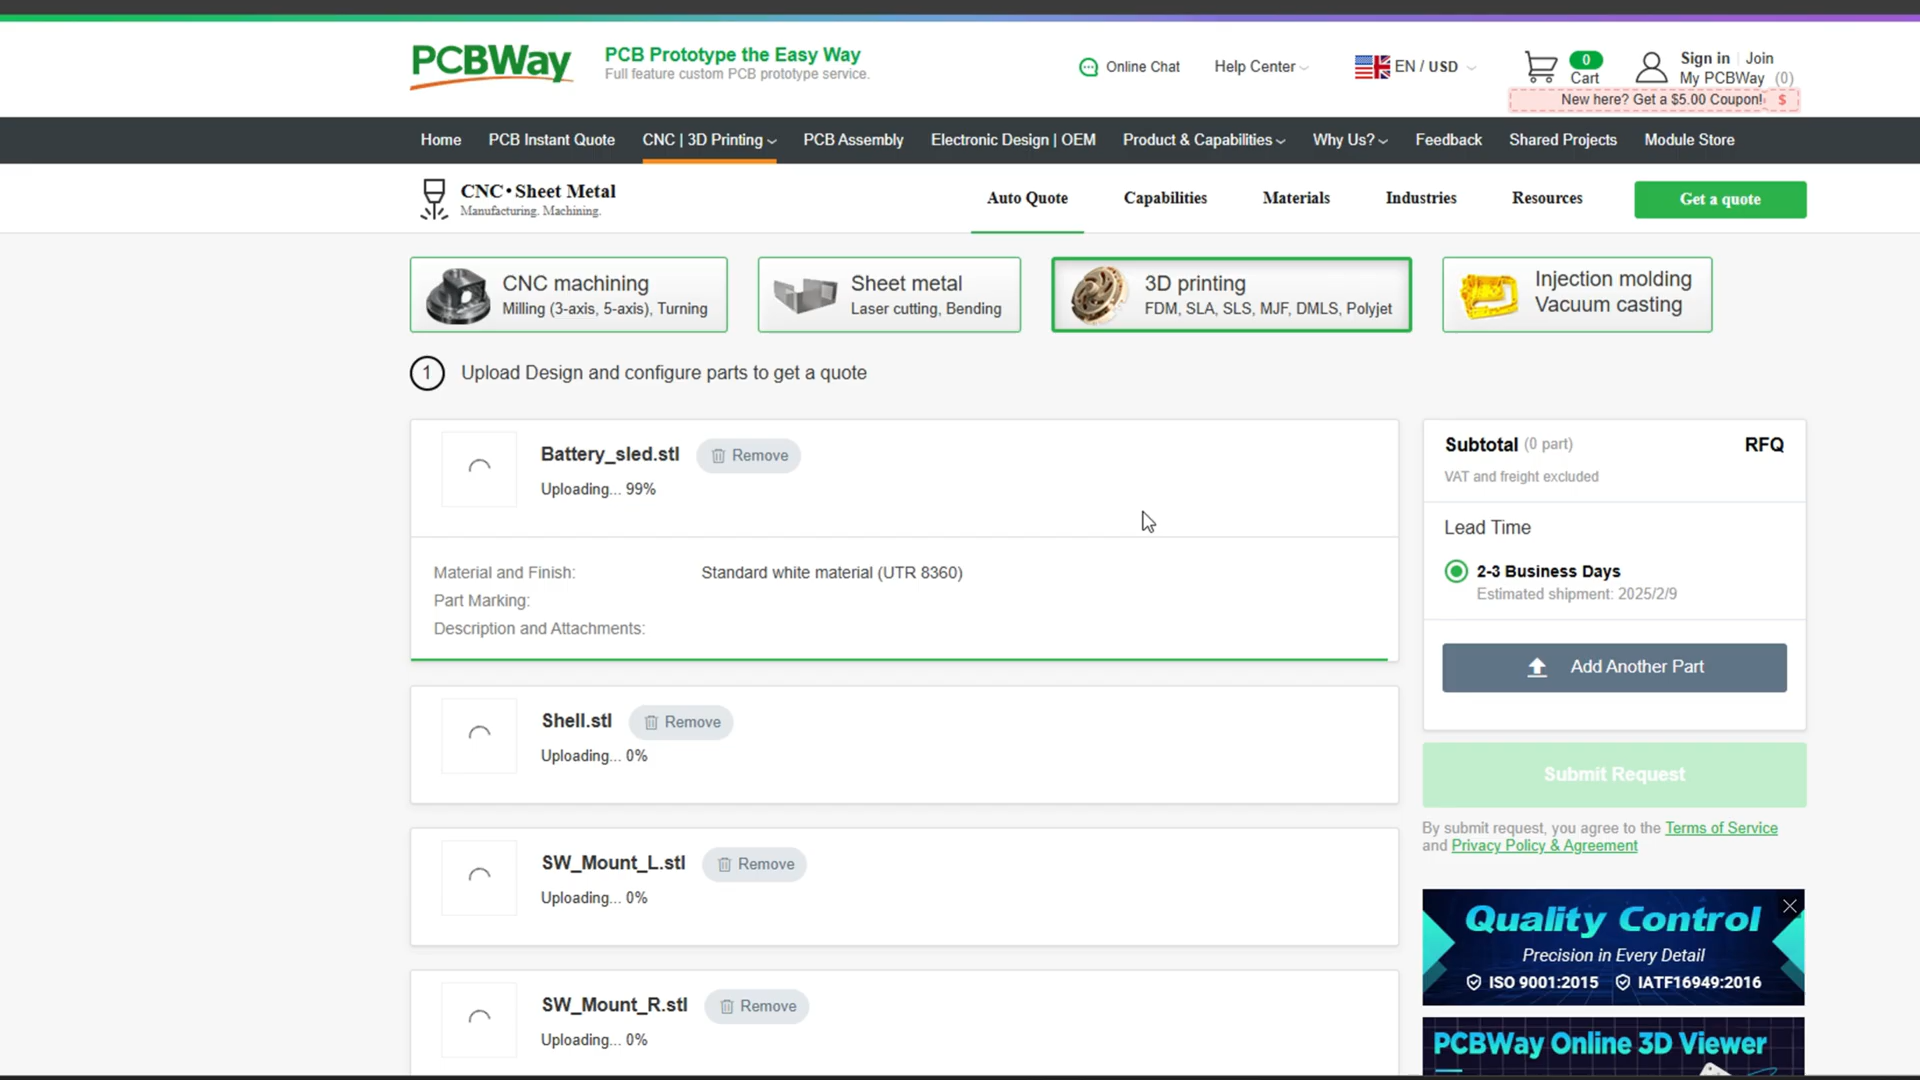 PCBWay
PCB Prototype the Easy Way
Full feature custom PCB prototype service.
Online Chat
Help Center
EN / USD
0
Cart
Sign in | Join
My PCBWay (0)
New here? Get a $5.00 Coupon! $
Home
PCB Instant Quote
CNC | 3D Printing
PCB Assembly
Electronic Design | OEM
Product & Capabilities
Why Us?
Feedback
Shared Projects
Module Store
CNC·Sheet Metal
Manufacturing. Machining.
Auto Quote
Capabilities
Materials
Industries
Resources
Get a quote
CNC machining
Milling (3-axis, 5-axis), Turning
Sheet metal
Laser cutting, Bending
3D printing
FDM, SLA, SLS, MJF, DMLS, Polyjet
Injection molding
Vacuum casting
1 Upload Design and configure parts to get a quote
Battery_sled.stl
Remove
Uploading... 99%
Material and Finish: Standard white material (UTR 8360)
Part Marking:
Description and Attachments:
Shell.stl
Remove
Uploading... 0%
SW_Mount_L.stl
Remove
Uploading... 0%
SW_Mount_R.stl
Remove
Uploading... 0%
Subtotal (0 part) RFQ
VAT and freight excluded
Lead Time
2-3 Business Days
Estimated shipment: 2025/2/9
Add Another Part
Submit Request
By submit request, you agree to the Terms of Service
and Privacy Policy & Agreement
Quality Control
Precision in Every Detail
ISO 9001:2015 IATF16949:2016
PCBWay Online 3D Viewer